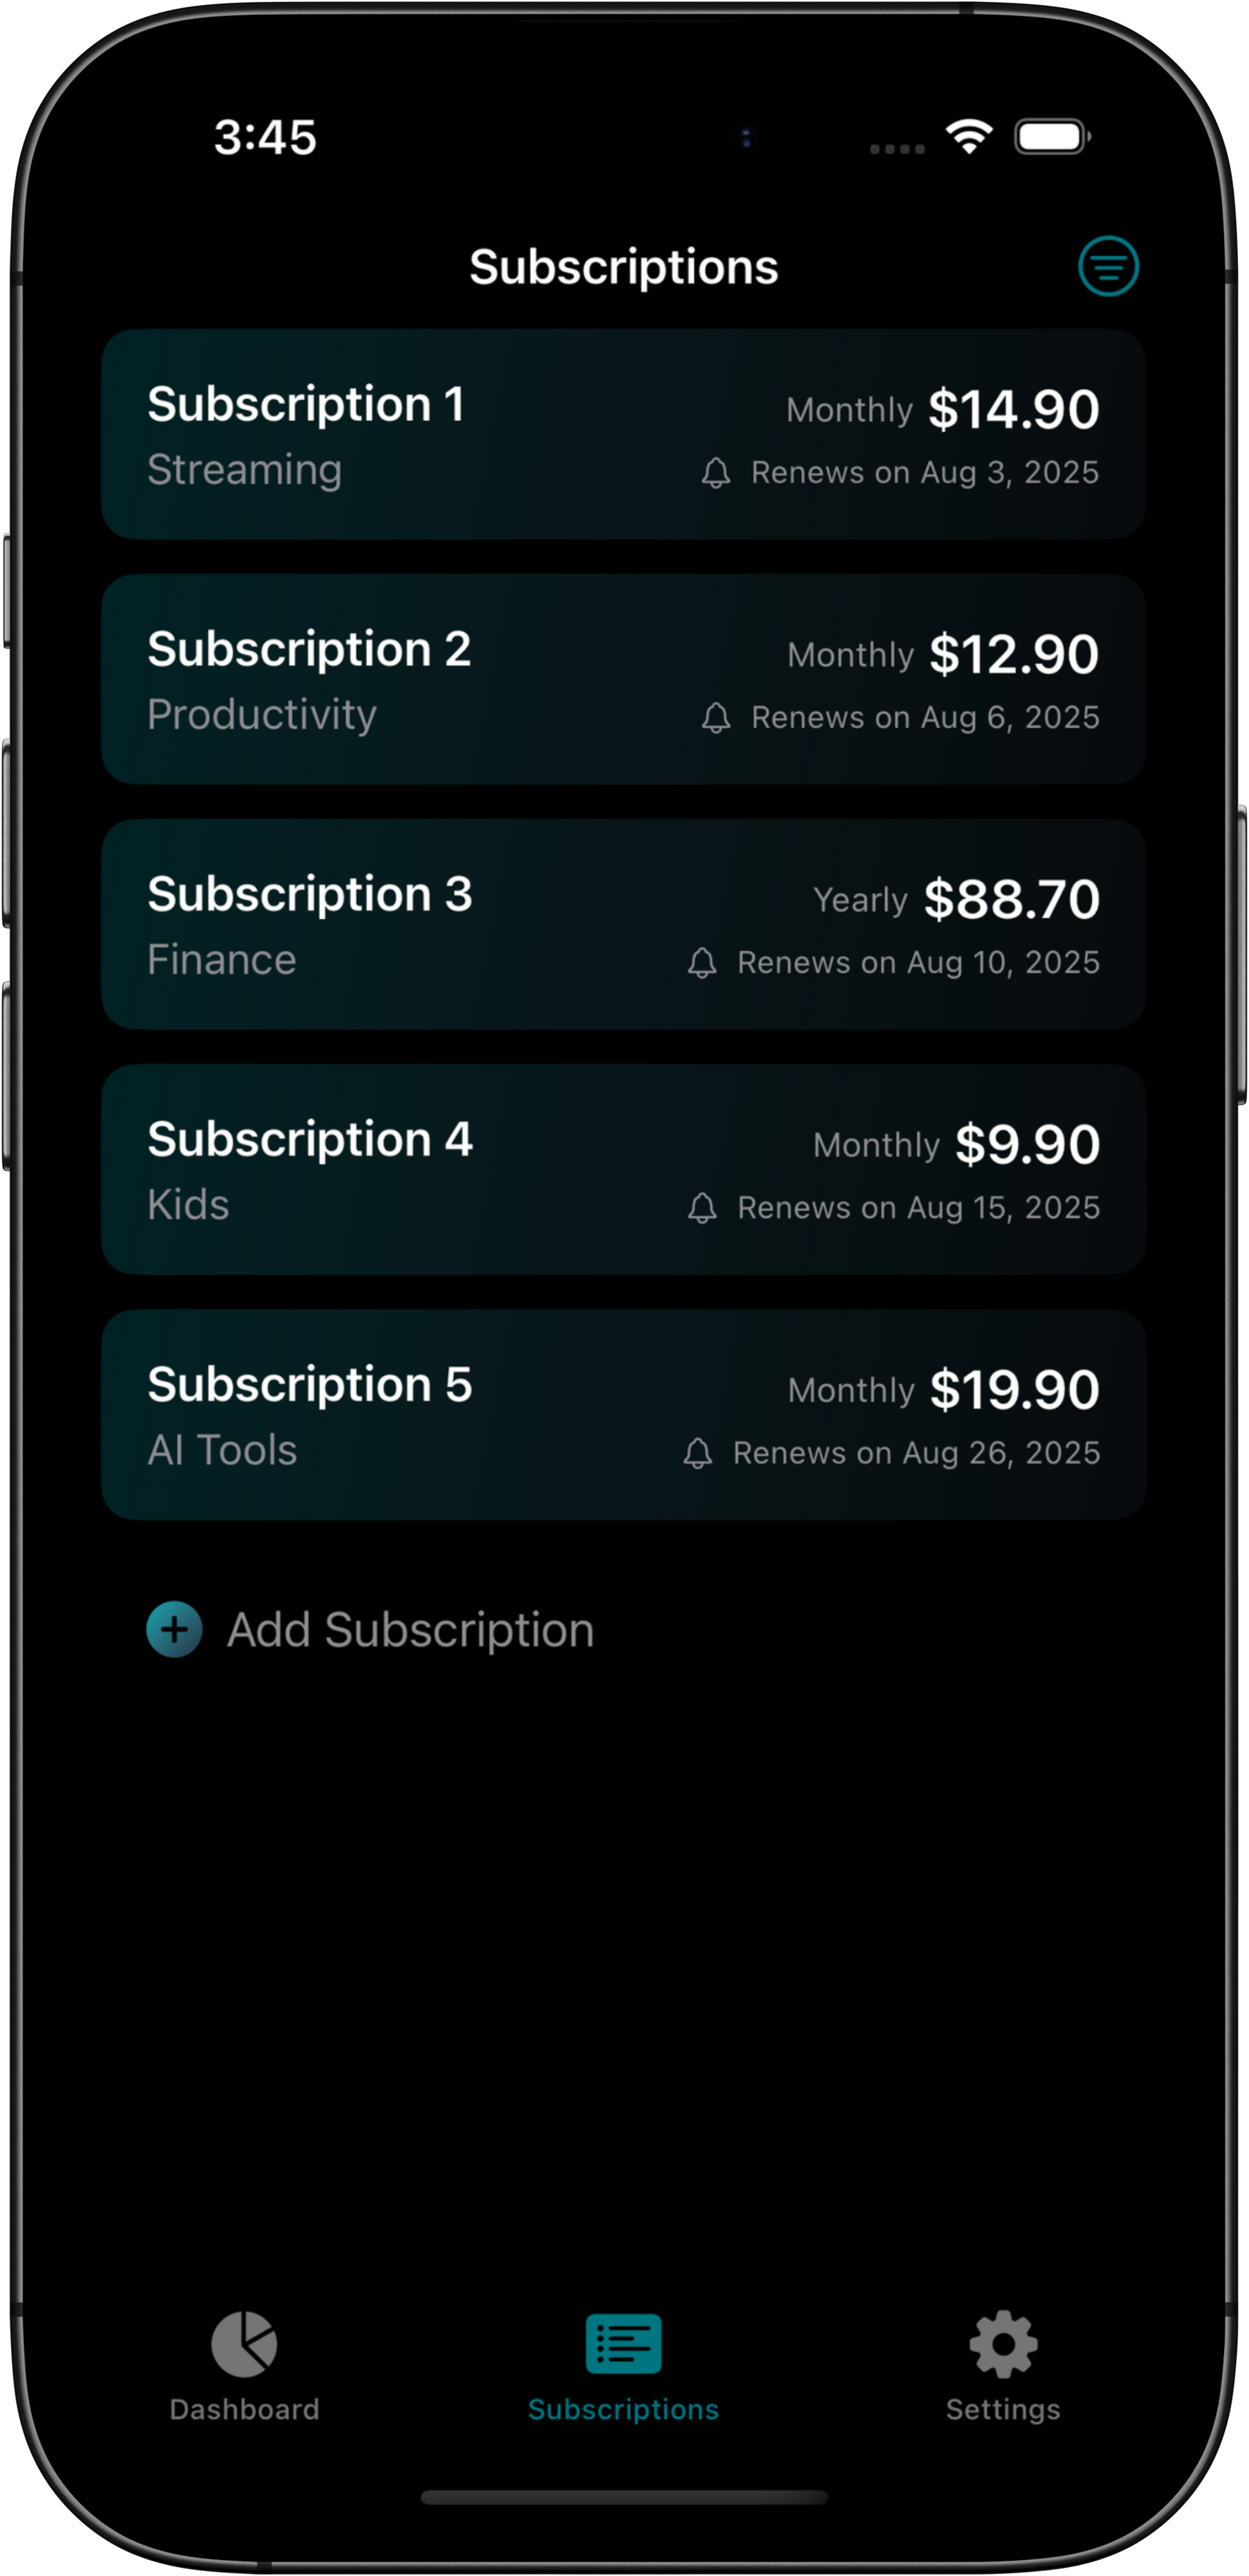 3:45
Subscriptions
Subscription 1
Monthly $14.90
Streaming
Renews on Aug 3, 2025
Subscription 2
Monthly $12.90
Productivity
Renews on Aug 6, 2025
Subscription 3
Yearly $88.70
Finance
Renews on Aug 10, 2025
Subscription 4
Monthly $9.90
Kids
Renews on Aug 15, 2025
Subscription 5
Monthly $19.90
AI Tools
Renews on Aug 26, 2025
Add Subscription
Dashboard
Subscriptions
Settings